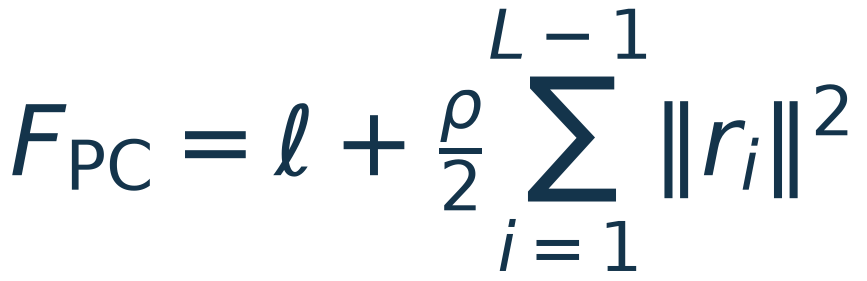 F_PC = ℓ + ρ/2 ∑_{i=1}^{L−1} ‖r_i‖²